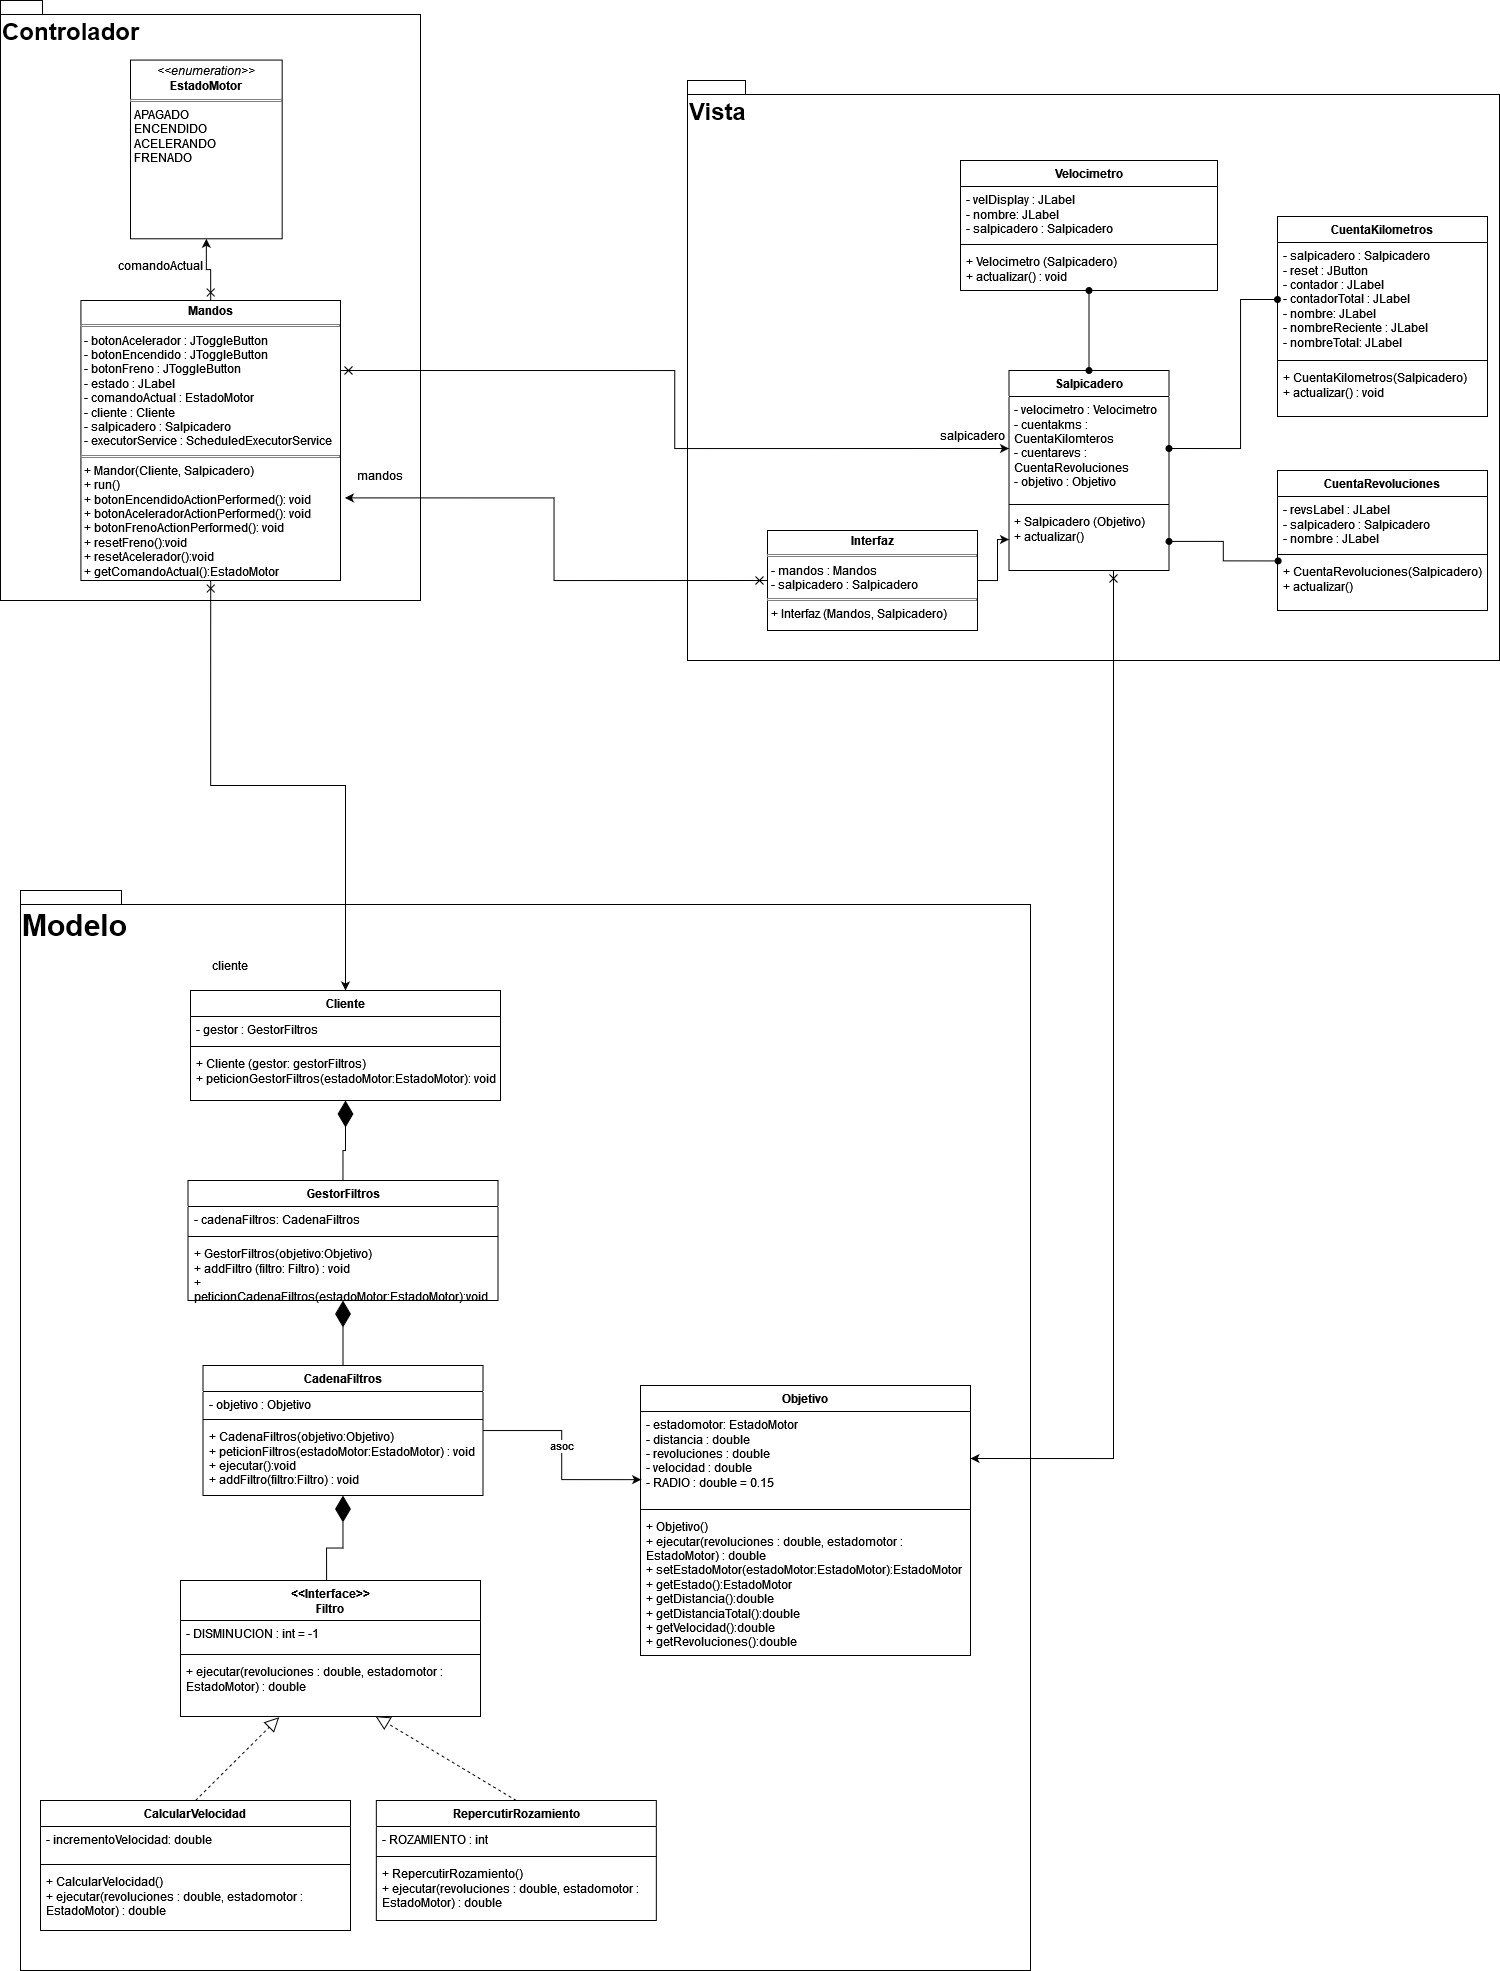 Controlador
<<enumeration>>
EstadoMotor
APAGADO
ENCENDIDO
ACELERANDO
FRENADO
comandoActual
Mandos
- botonAcelerador : JToggleButton
- botonEncendido : JToggleButton
- botonFreno : JToggleButton
- estado : JLabel
- comandoActual : EstadoMotor
- cliente : Cliente
- salpicadero : Salpicadero
- executorService : ScheduledExecutorService
+ Mandor(Cliente, Salpicadero)
+ run()
+ botonEncendidoActionPerformed(): void
+ botonAceleradorActionPerformed(): void
+ botonFrenoActionPerformed(): void
+ resetFreno():void
+ resetAcelerador():void
+ getComandoActual():EstadoMotor
mandos
Vista
Velocimetro
- velDisplay : JLabel
- nombre: JLabel
- salpicadero : Salpicadero
+ Velocimetro (Salpicadero)
+ actualizar() : void
CuentaKilometros
- salpicadero : Salpicadero
- reset : JButton
- contador : JLabel
- contadorTotal : JLabel
- nombre: JLabel
- nombreReciente : JLabel
- nombreTotal: JLabel
+ CuentaKilometros(Salpicadero)
+ actualizar() : void
salpicadero
Salpicadero
- velocimetro : Velocimetro
- cuentakms :
CuentaKilomteros
- cuentarevs :
CuentaRevoluciones
- objetivo : Objetivo
+ Salpicadero (Objetivo)
+ actualizar()
CuentaRevoluciones
- revsLabel : JLabel
- salpicadero : Salpicadero
- nombre : JLabel
+ CuentaRevoluciones(Salpicadero)
+ actualizar()
Interfaz
- mandos : Mandos
- salpicadero : Salpicadero
+ Interfaz (Mandos, Salpicadero)
Modelo
cliente
Cliente
- gestor : GestorFiltros
+ Cliente (gestor: gestorFiltros)
+ peticionGestorFiltros(estadoMotor:EstadoMotor): void
GestorFiltros
- cadenaFiltros: CadenaFiltros
+ GestorFiltros(objetivo:Objetivo)
+ addFiltro (filtro: Filtro) : void
+
peticionCadenaFiltros(estadoMotor:EstadoMotor):void
CadenaFiltros
- objetivo : Objetivo
+ CadenaFiltros(objetivo:Objetivo)
+ peticionFiltros(estadoMotor:EstadoMotor) : void
+ ejecutar():void
+ addFiltro(filtro:Filtro) : void
asoc
Objetivo
- estadomotor: EstadoMotor
- distancia : double
- revoluciones : double
- velocidad : double
- RADIO : double = 0.15
+ Objetivo()
+ ejecutar(revoluciones : double, estadomotor :
EstadoMotor) : double
+ setEstadoMotor(estadoMotor:EstadoMotor):EstadoMotor
+ getEstado():EstadoMotor
+ getDistancia():double
+ getDistanciaTotal():double
+ getVelocidad():double
+ getRevoluciones():double
<<Interface>>
Filtro
- DISMINUCION : int = -1
+ ejecutar(revoluciones : double, estadomotor :
EstadoMotor) : double
CalcularVelocidad
- incrementoVelocidad: double
+ CalcularVelocidad()
+ ejecutar(revoluciones : double, estadomotor :
EstadoMotor) : double
RepercutirRozamiento
- ROZAMIENTO : int
+ RepercutirRozamiento()
+ ejecutar(revoluciones : double, estadomotor :
EstadoMotor) : double